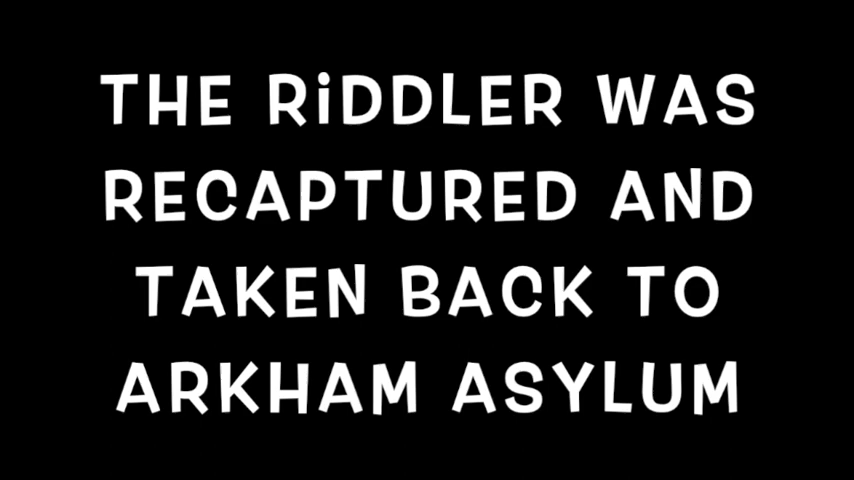 THE RiDDLER WAS
RECAPTURED AND
TAKEN BACK TO
ARKHAM ASYLUM